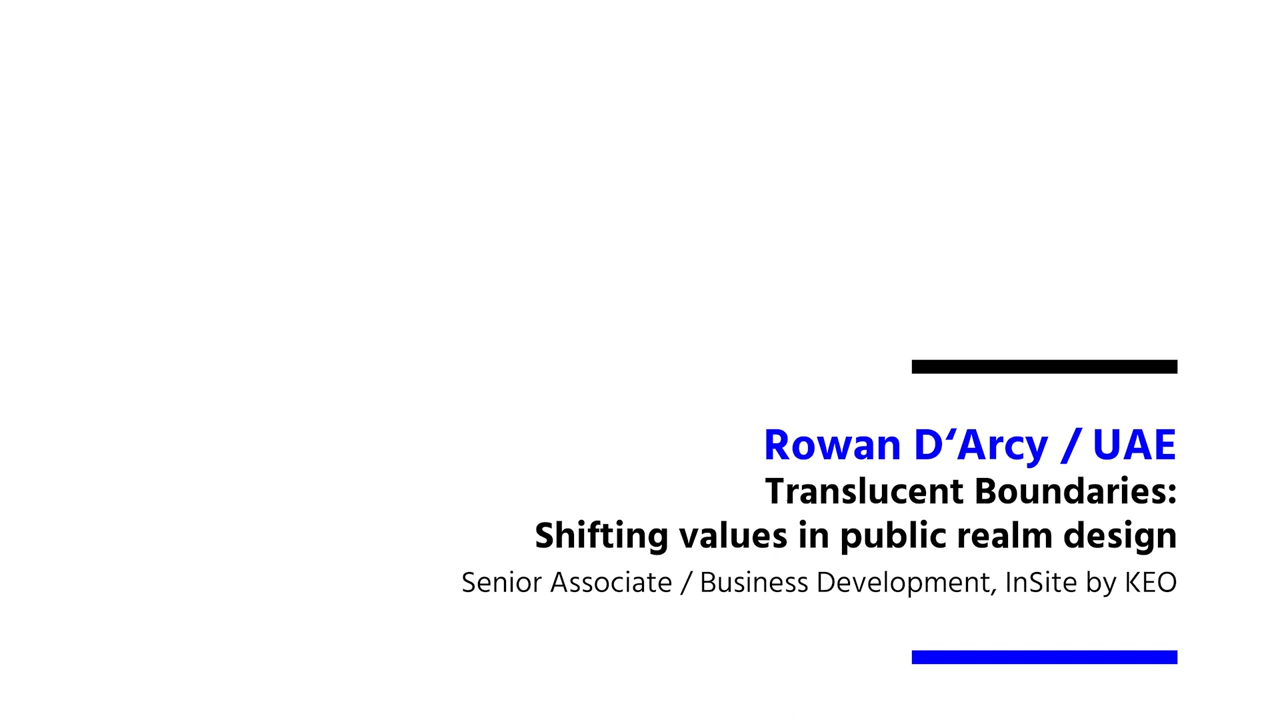 Rowan D‘Arcy / UAE
Translucent Boundaries:
Shifting values in public realm design
Senior Associate / Business Development, InSite by KEO